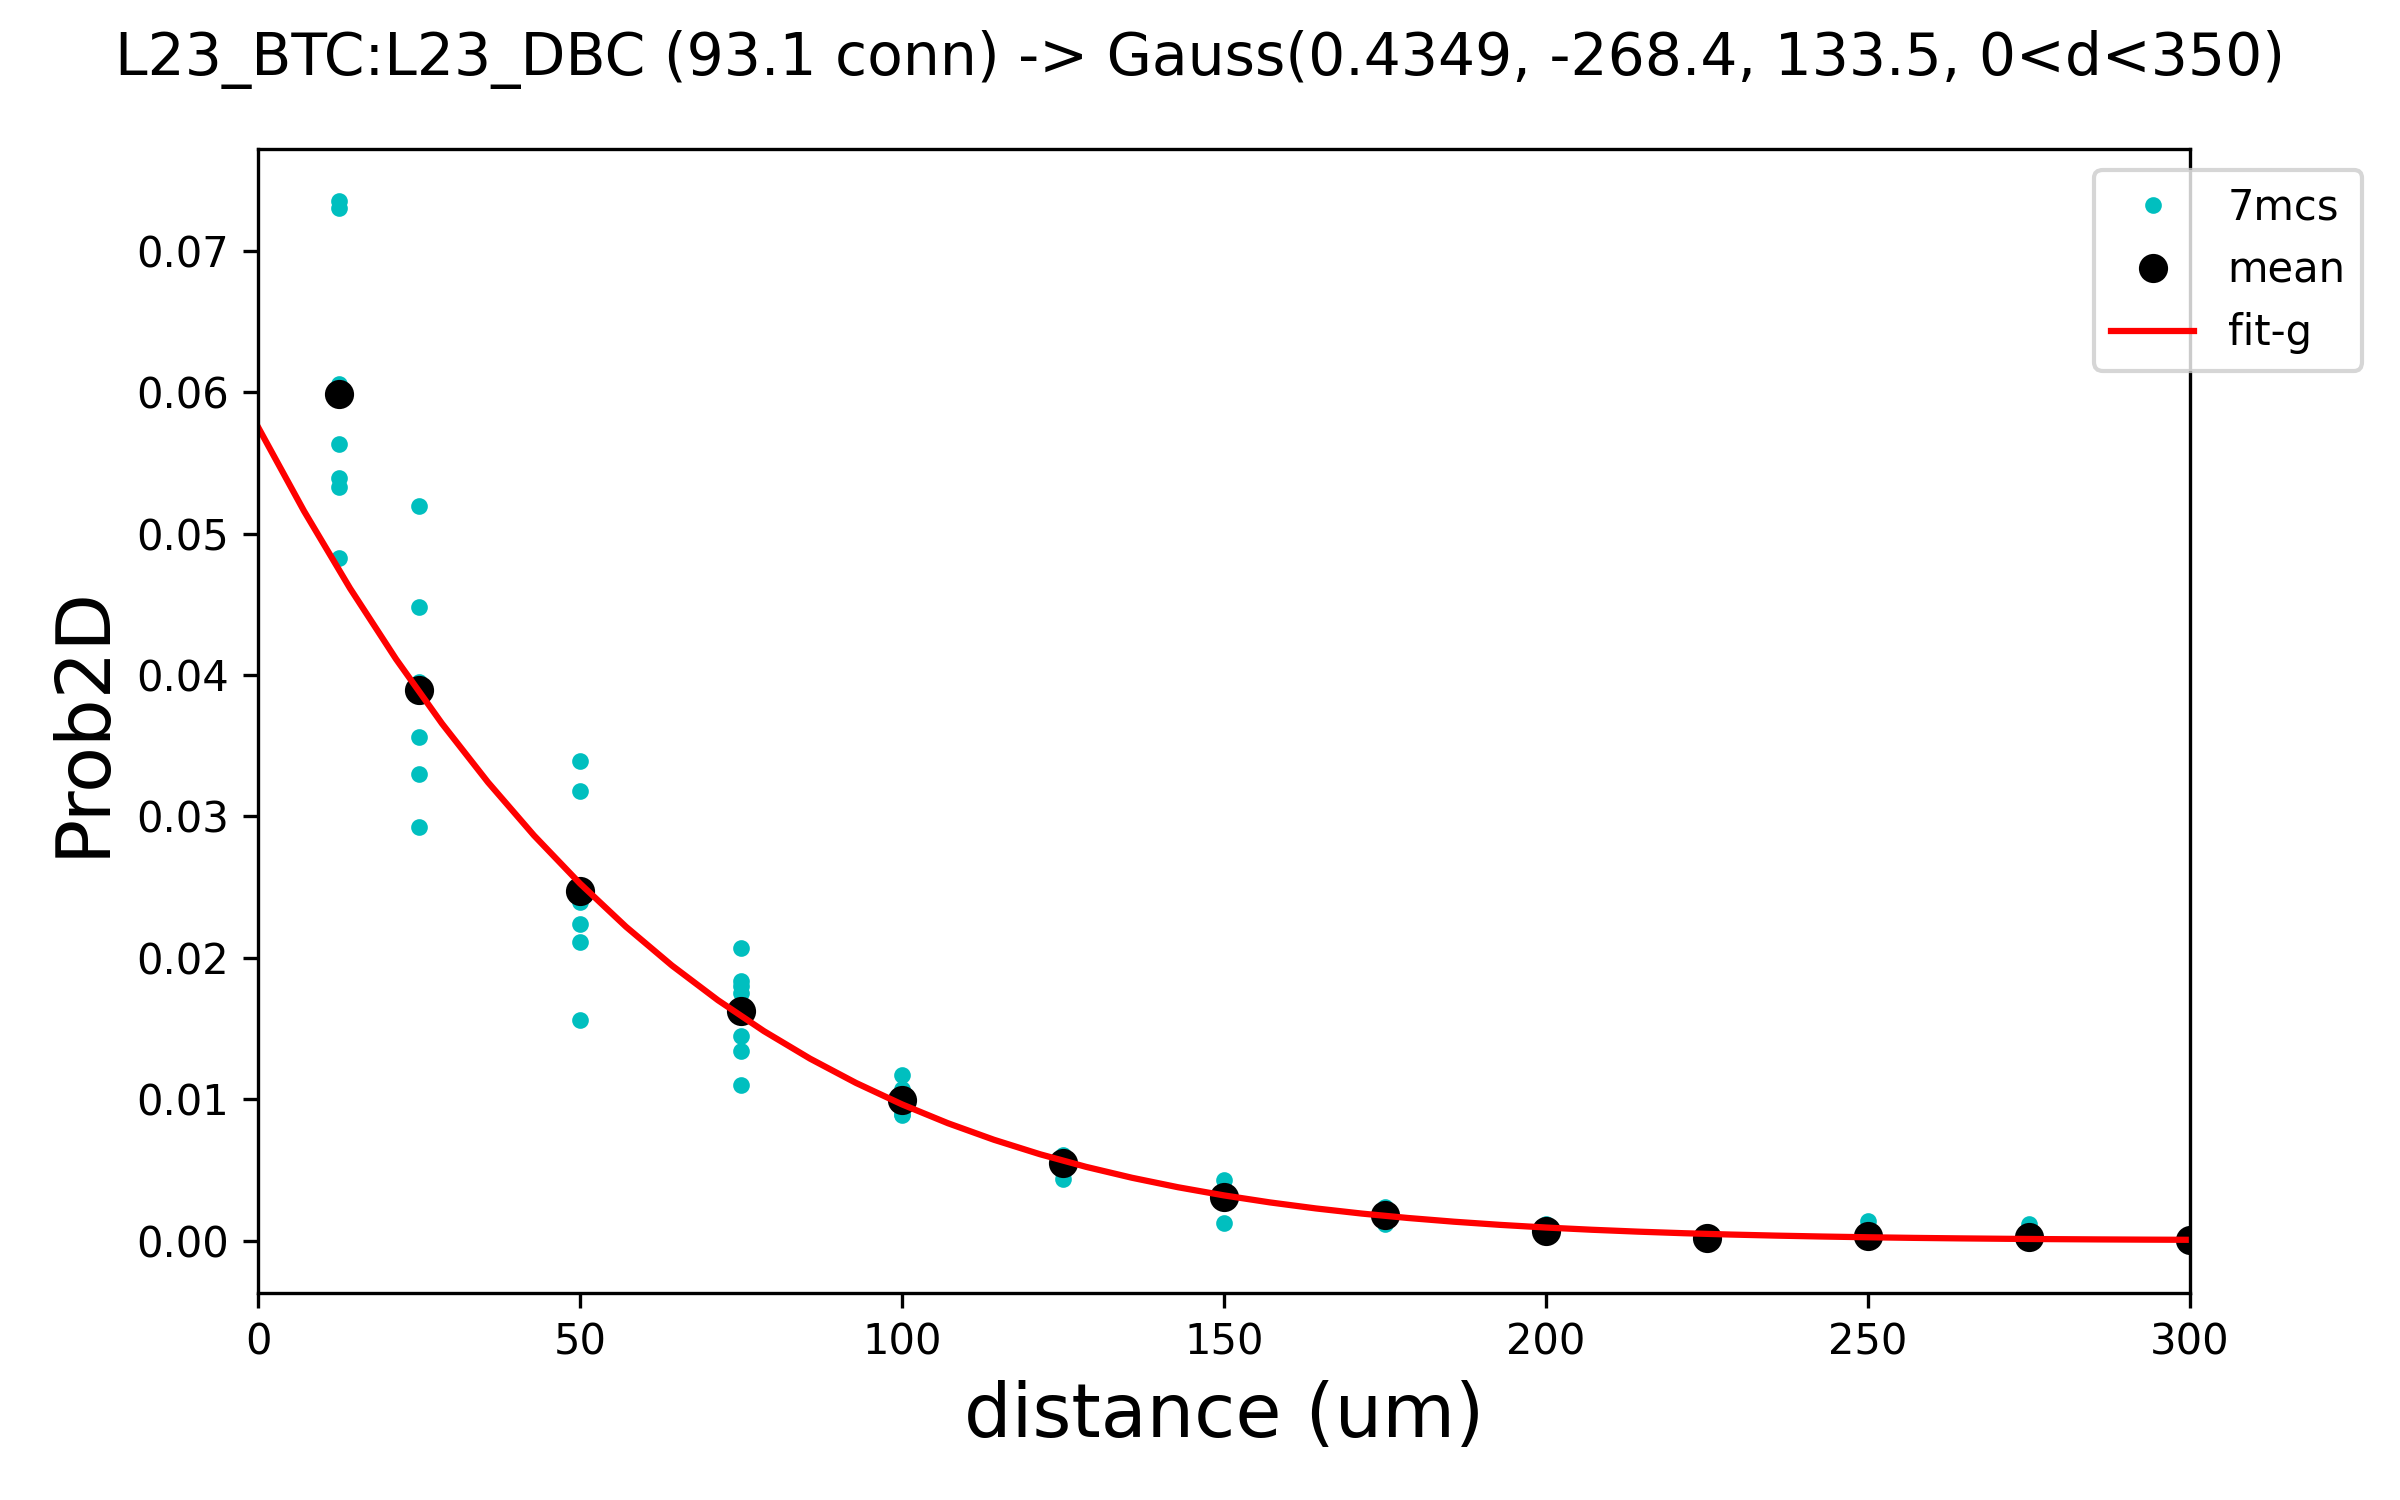 L23_BTC:L23_DBC (93.1 conn) -> Gauss(0.4349, -268.4, 133.5, 0<d<350)
7mcs
mean
fit-g
0.07
0.06
0.05
0.04
0.03
0.02
0.01
0.00
Prob2D
0 50 100 150 200 250 300
distance (um)